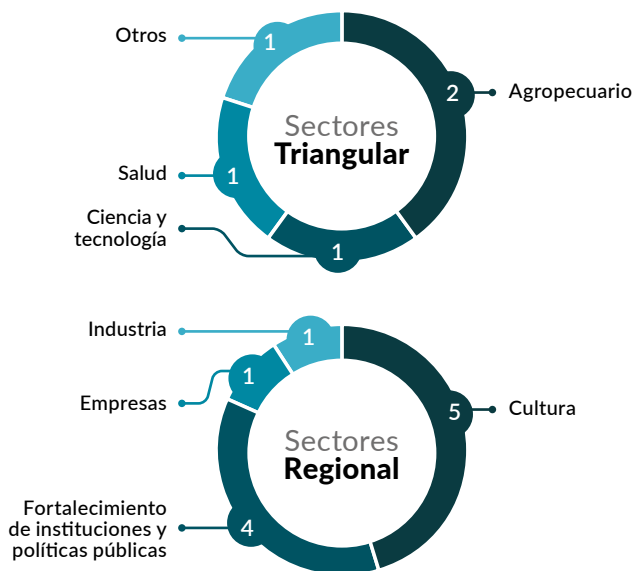 Otros
1
2
Agropecuario
Sectores
Triangular
Salud
1
Ciencia y
tecnología
1
Industria
1
Empresas
1
5
Cultura
Sectores
Regional
Fortalecimiento
de instituciones y
políticas públicas
4